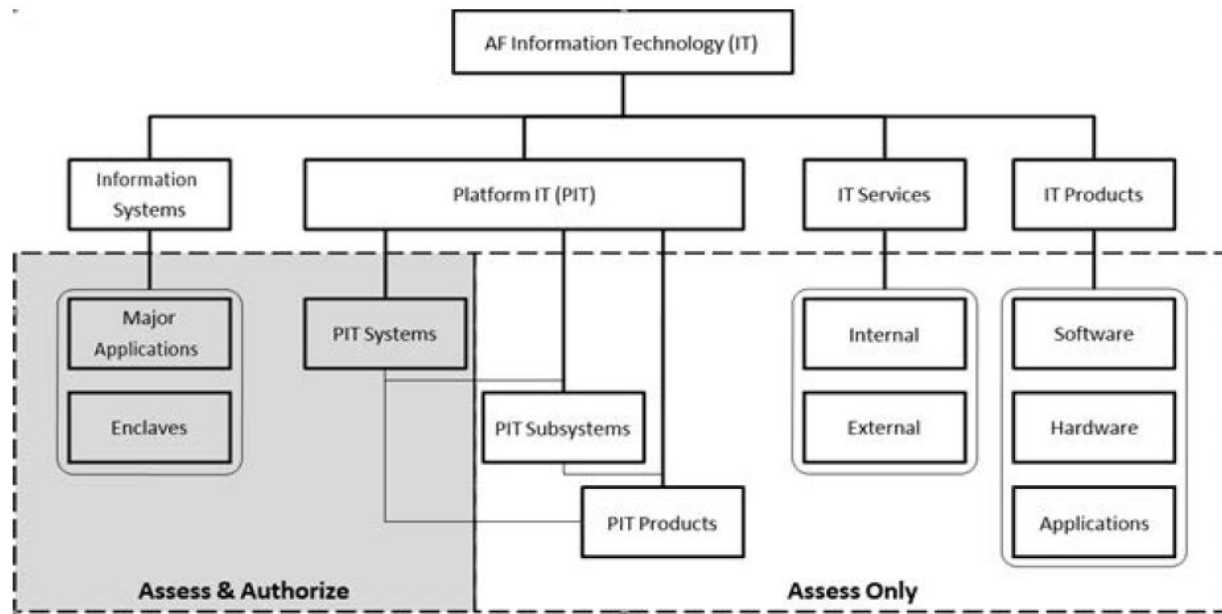 AF Information Technology (IT)
Information
Systems
Platform IT (PIT)
IT Services
IT Products
Major
Applications
PIT Systems
Internal
Software
Enclaves
PIT Subsystems
External
Hardware
PIT Products
Applications
Assess & Authorize
Assess Only